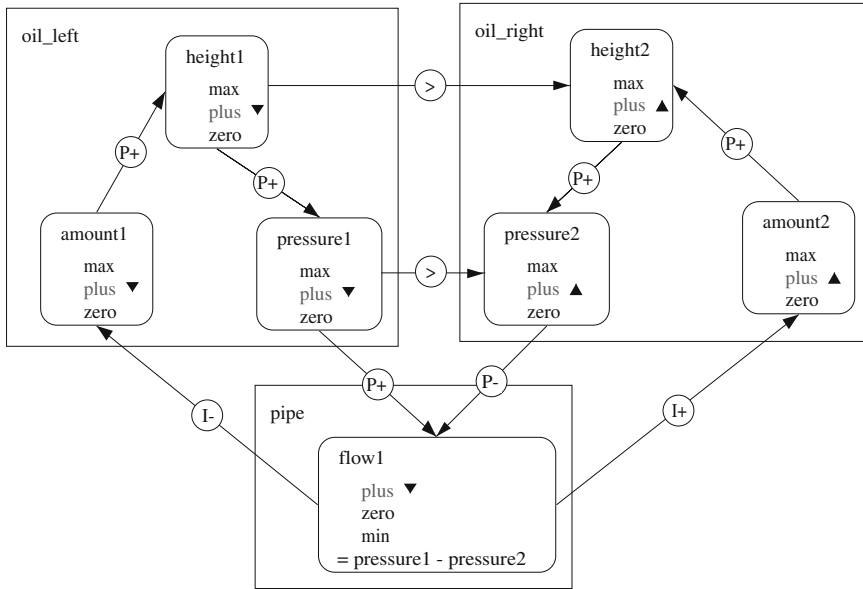 oil_left
height1
max
plus
zero
>
oil_right
height2
max
plus
zero
P+
P+
P+
P+
amount1
max
plus
zero
pressure1
max
plus
zero
>
pressure2
max
plus
zero
amount2
max
plus
zero
P+
P-
I-
I+
pipe
flow1
plus
zero
min
= pressure1 - pressure2